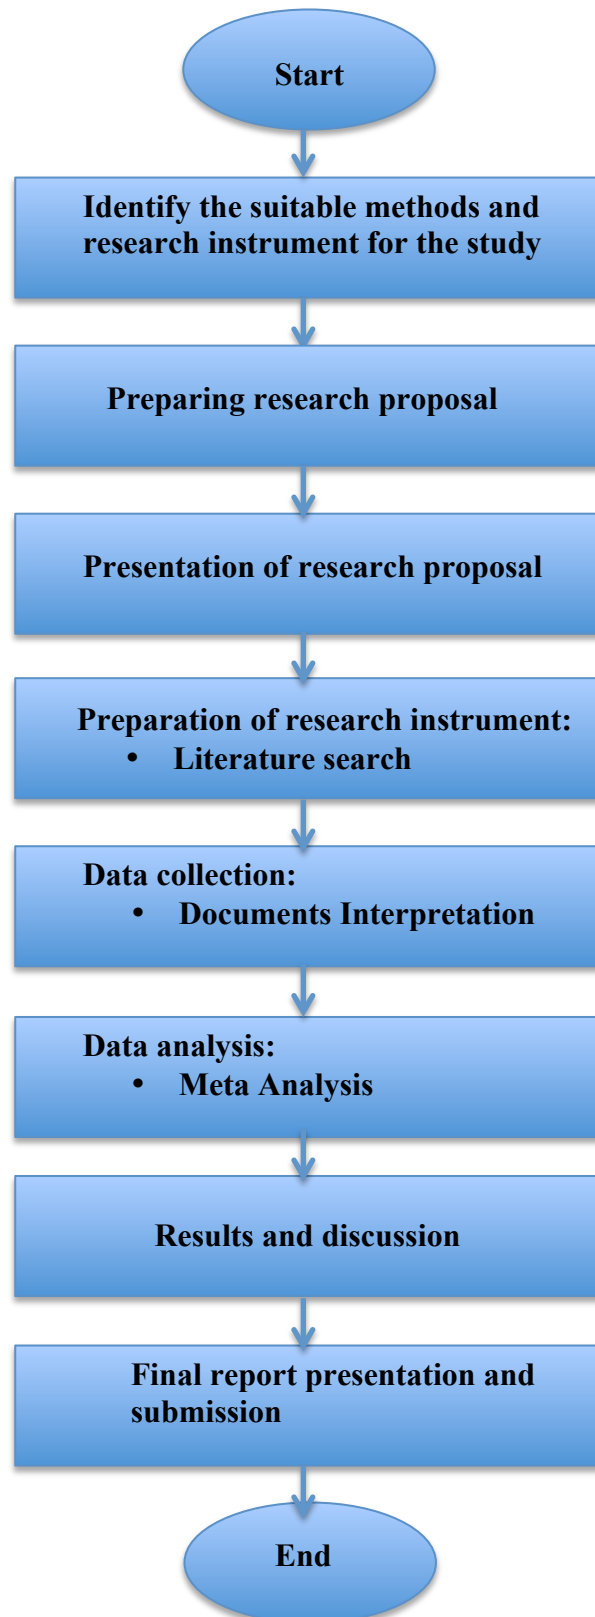 Start
Identify the suitable methods and
research instrument for the study
Preparing research proposal
Presentation of research proposal
Preparation of research instrument:
• Literature search
Data collection:
• Documents Interpretation
Data analysis:
• Meta Analysis
Results and discussion
Final report presentation and
submission
End